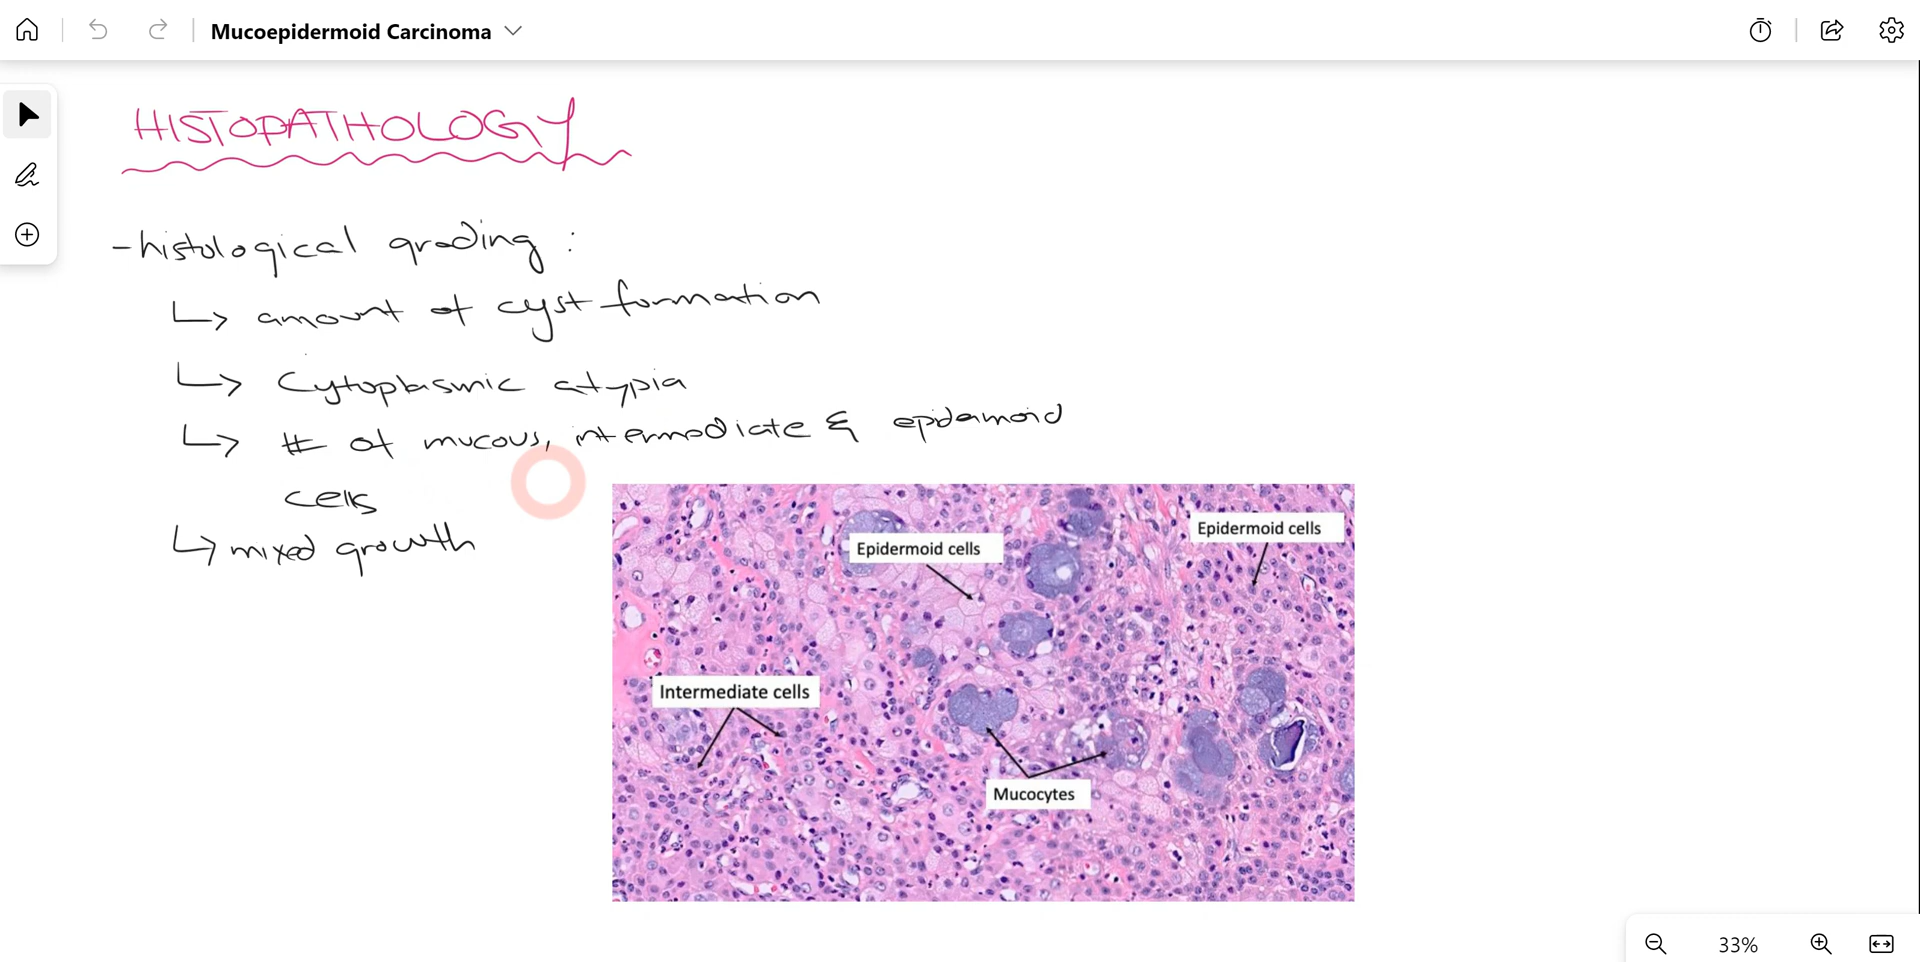 Mucoepidermoid Carcinoma
HISTOPATHOLOGY
- histological grading :
↳ amount of cyst formation
↳ Cytoplasmic atypia
↳ # of mucous, intermediate & epidermoid
cells
↳ mixed growth
Epidermoid cells
Epidermoid cells
Intermediate cells
Mucocytes
33%